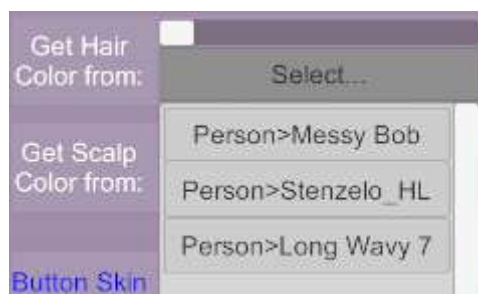 Get Hair
Color from:
Select...
Get Scalp
Color from:
Person>Messy Bob
Person>Stenzelo_HL
Person>Long Wavy 7
Button Skin